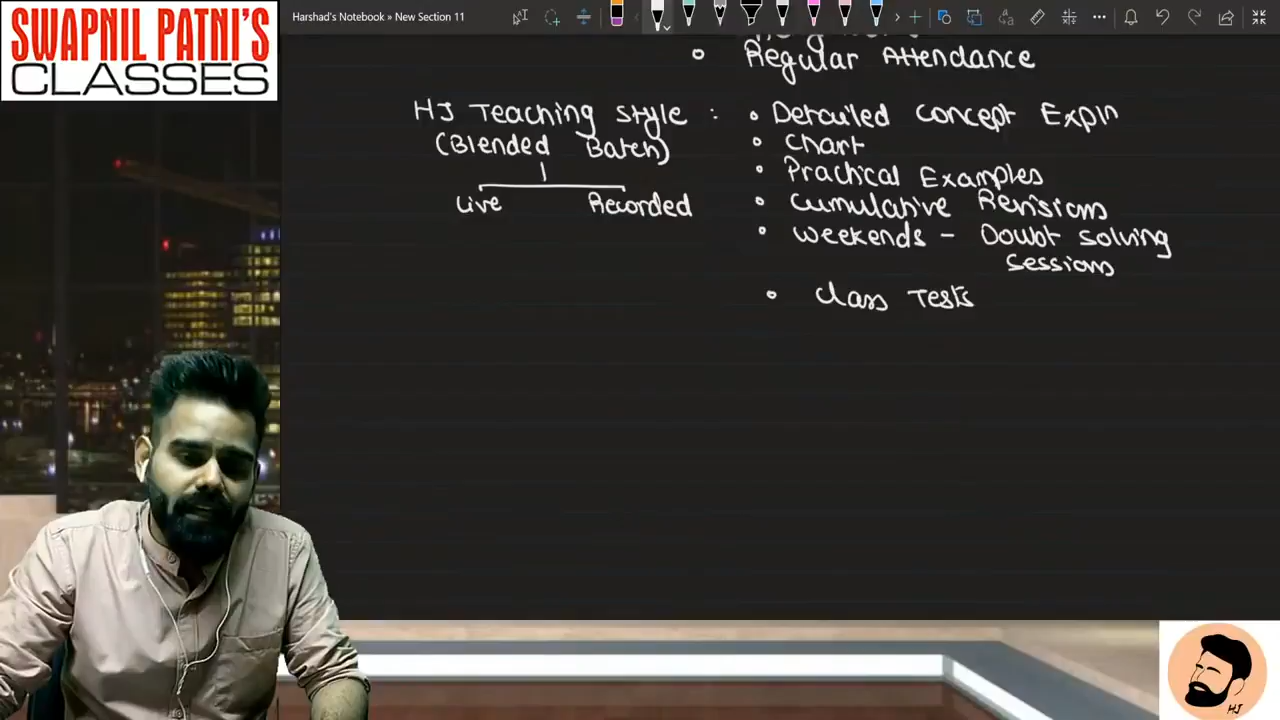 SWAPNIL PATNI'S
CLASSES
Harshad's Notebook » New Section 11
Regular Attendance
HJ Teaching Style : • Detailed Concept Expln
(Blended Batch)
• Chart
• Practical Examples
Live Recorded
• Cumulative Revisions
• Weekends - Doubt Solving
Sessions
• Class Tests
HJ